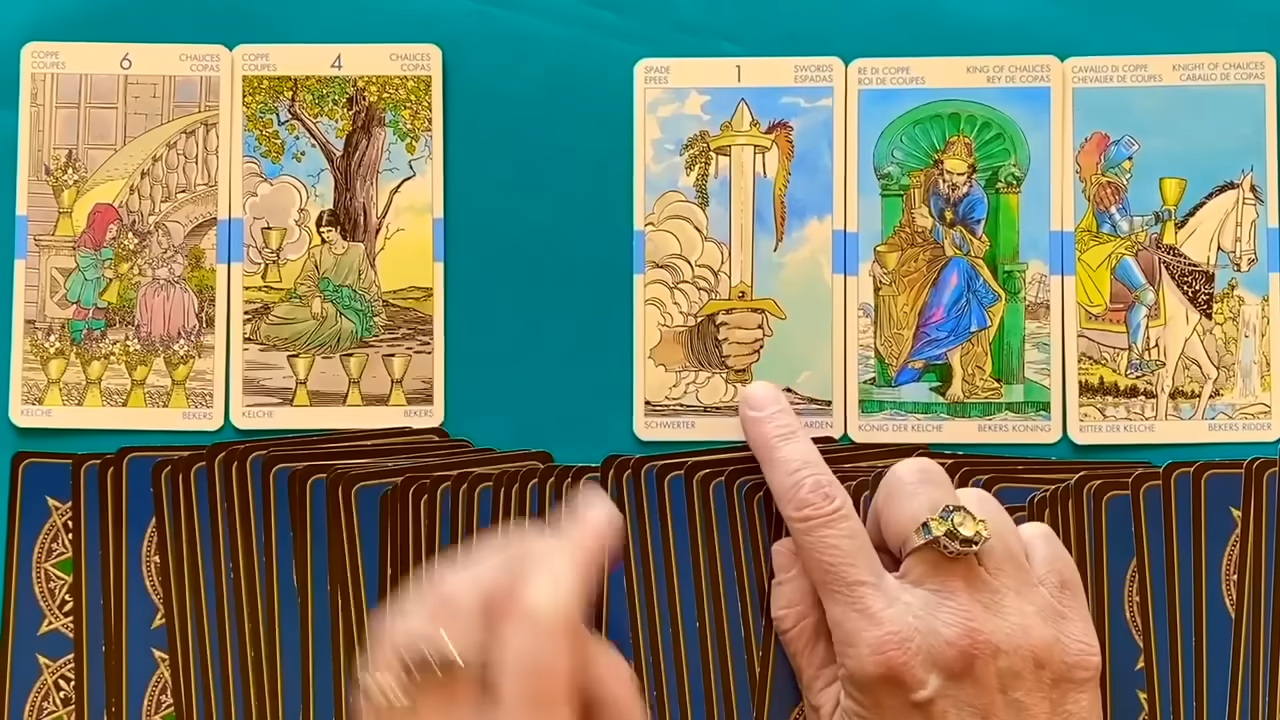 COPPE
COUPES
6
CHALICES
COPAS
KELCHE
BEKERS
COPPE
COUPES
4
CHALICES
COPAS
KELCHE
BEKERS
SPADE
EPEES
1
SWORDS
ESPADAS
SCHWERTER
RE DI COPPE
ROI DE COUPES
KING OF CHALICES
REY DE COPAS
KÖNIG DER KELCHE
BEKERS KONING
CAVALLO DI COPPE
CHEVALIER DE COUPES
KNIGHT OF CHALICES
CABALLO DE COPAS
RITTER DER KELCHE
BEKERS RIDDER